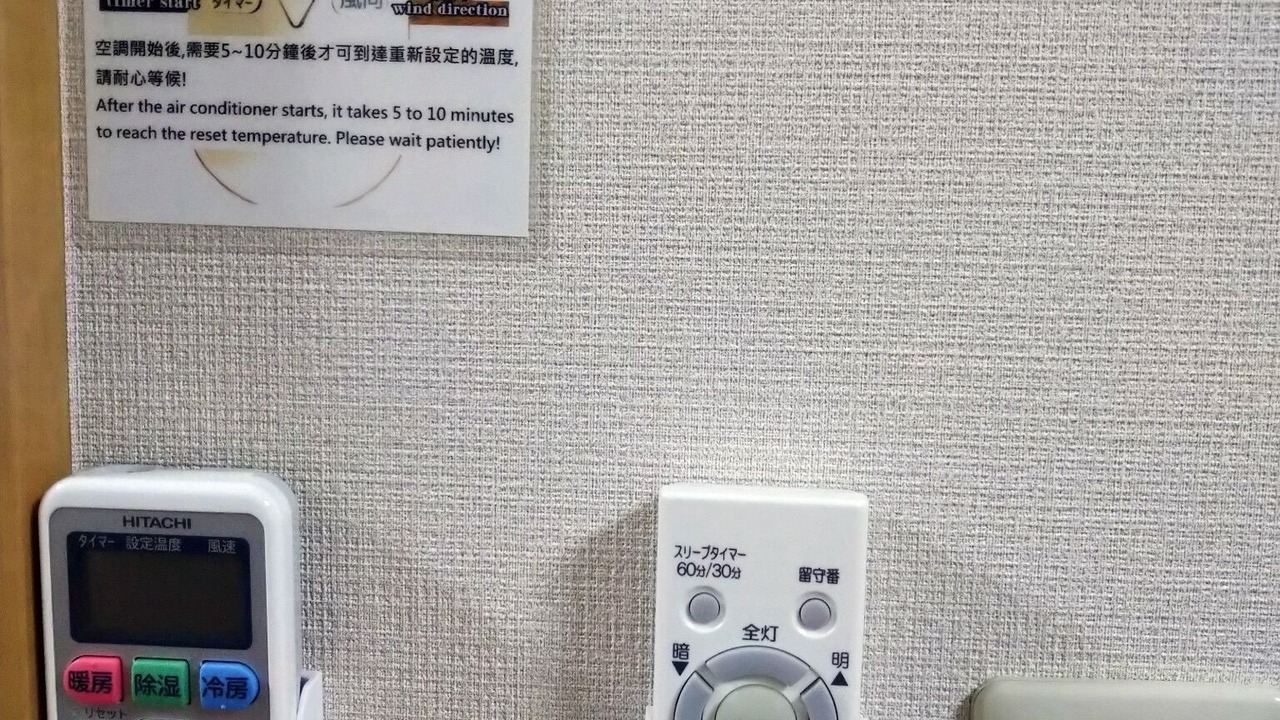 timer start タイマー 風向 wind direction
空調開始後,需要5~10分鐘後才可到達重新設定的溫度,
請耐心等候!
After the air conditioner starts, it takes 5 to 10 minutes
to reach the reset temperature. Please wait patiently!
HITACHI
タイマー 設定温度 風速
暖房 除湿 冷房
リセット
スリープタイマー
60分/30分
留守番
全灯
暗
明